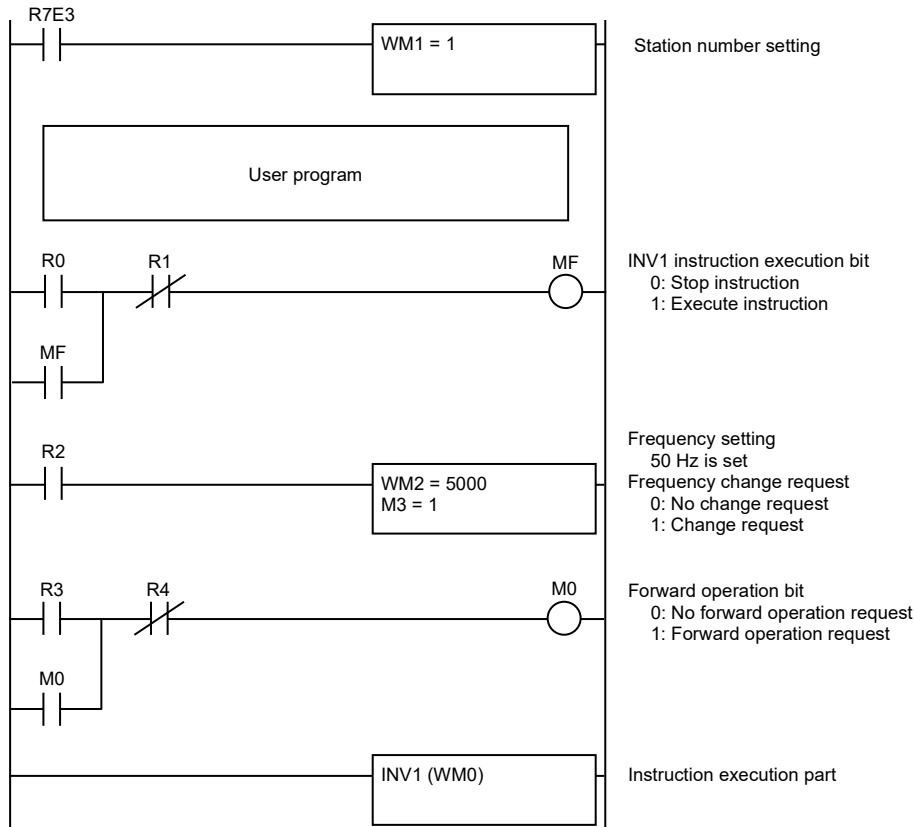 R7E3
WM1 = 1
Station number setting
User program
R0 R1 MF
INV1 instruction execution bit
0: Stop instruction
1: Execute instruction
MF
R2
WM2 = 5000
M3 = 1
Frequency setting
50 Hz is set
Frequency change request
0: No change request
1: Change request
R3 R4 M0
Forward operation bit
0: No forward operation request
1: Forward operation request
M0
INV1 (WM0)
Instruction execution part